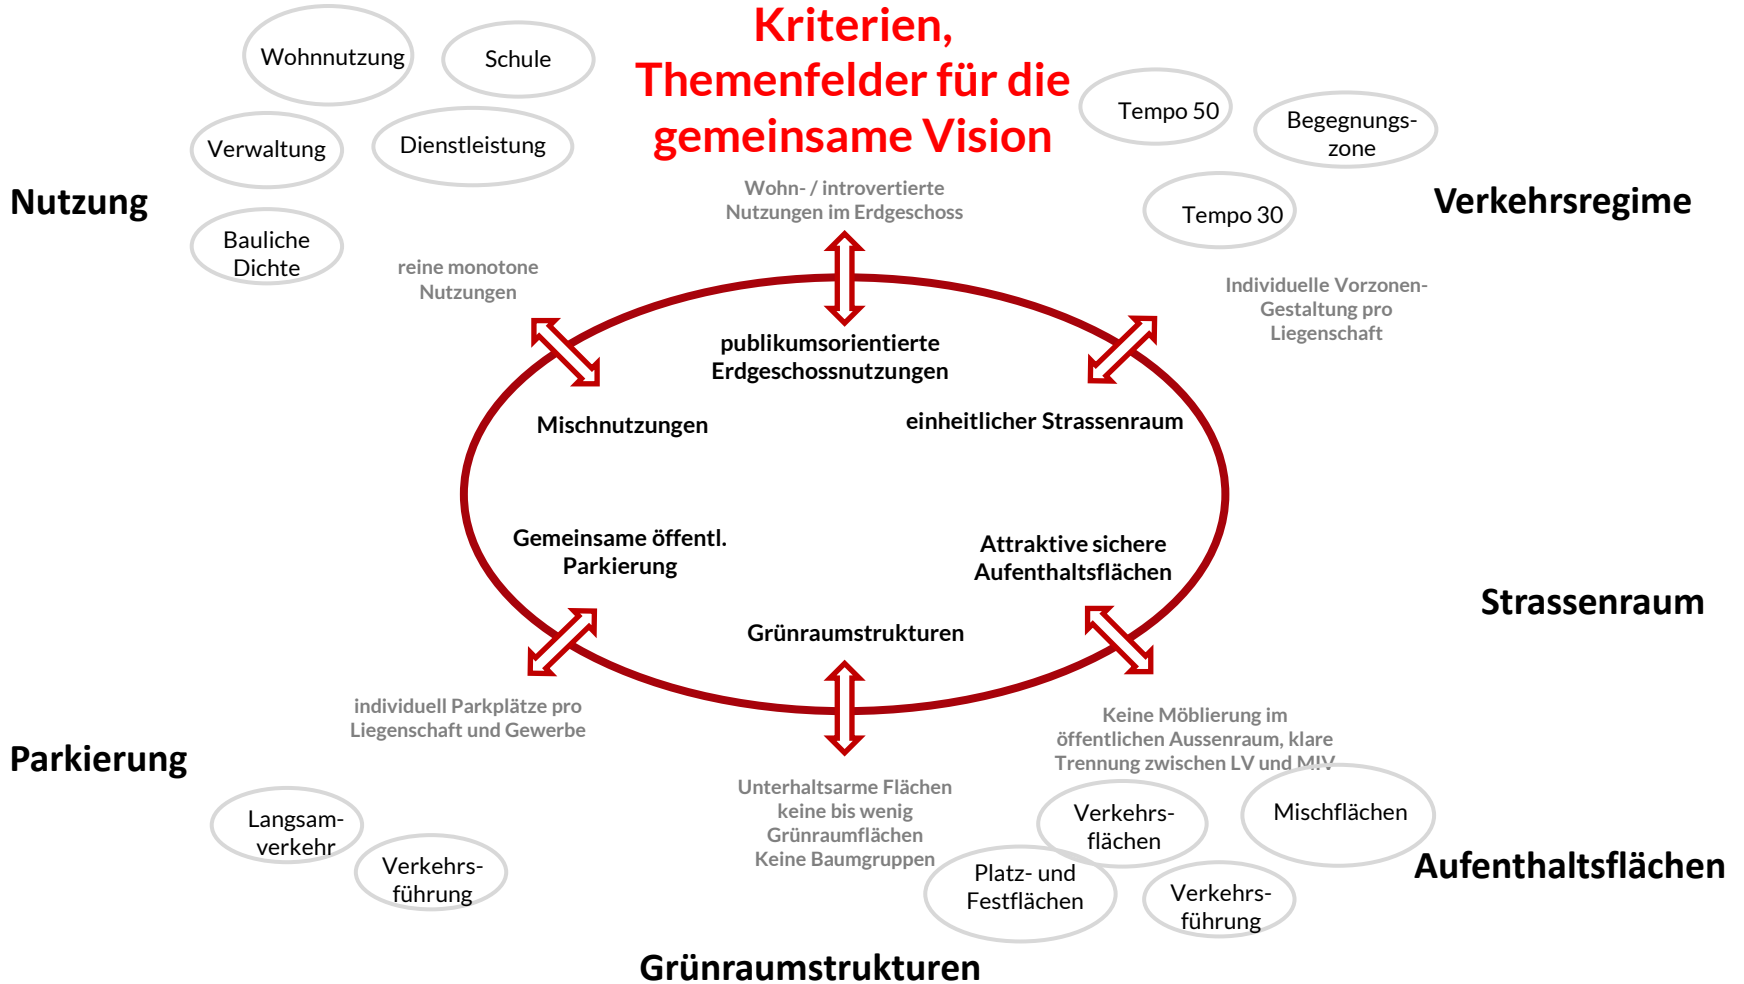 Kriterien,
Themenfelder für die
gemeinsame Vision
Wohnnutzung
Schule
Verwaltung
Dienstleistung
Nutzung
Bauliche
Dichte
reine monotone
Nutzungen
Wohn- / introvertierte
Nutzungen im Erdgeschoss
Tempo 50
Begegnungs-
zone
Tempo 30
Verkehrsregime
Individuelle Vorzonen-
Gestaltung pro
Liegenschaft
publikumsorientierte
Erdgeschossnutzungen
Mischnutzungen
einheitlicher Strassenraum
Gemeinsame öffentl.
Parkierung
Attraktive sichere
Aufenthaltsflächen
Grünraumstrukturen
Strassenraum
individuell Parkplätze pro
Liegenschaft und Gewerbe
Parkierung
Langsam-
verkehr
Verkehrs-
führung
Unterhaltsarme Flächen
keine bis wenig
Grünraumflächen
Keine Baumgruppen
Keine Möblierung im
öffentlichen Aussenraum, klare
Trennung zwischen LV und MIV
Verkehrs-
flächen
Mischflächen
Platz- und
Festflächen
Verkehrs-
führung
Aufenthaltsflächen
Grünraumstrukturen